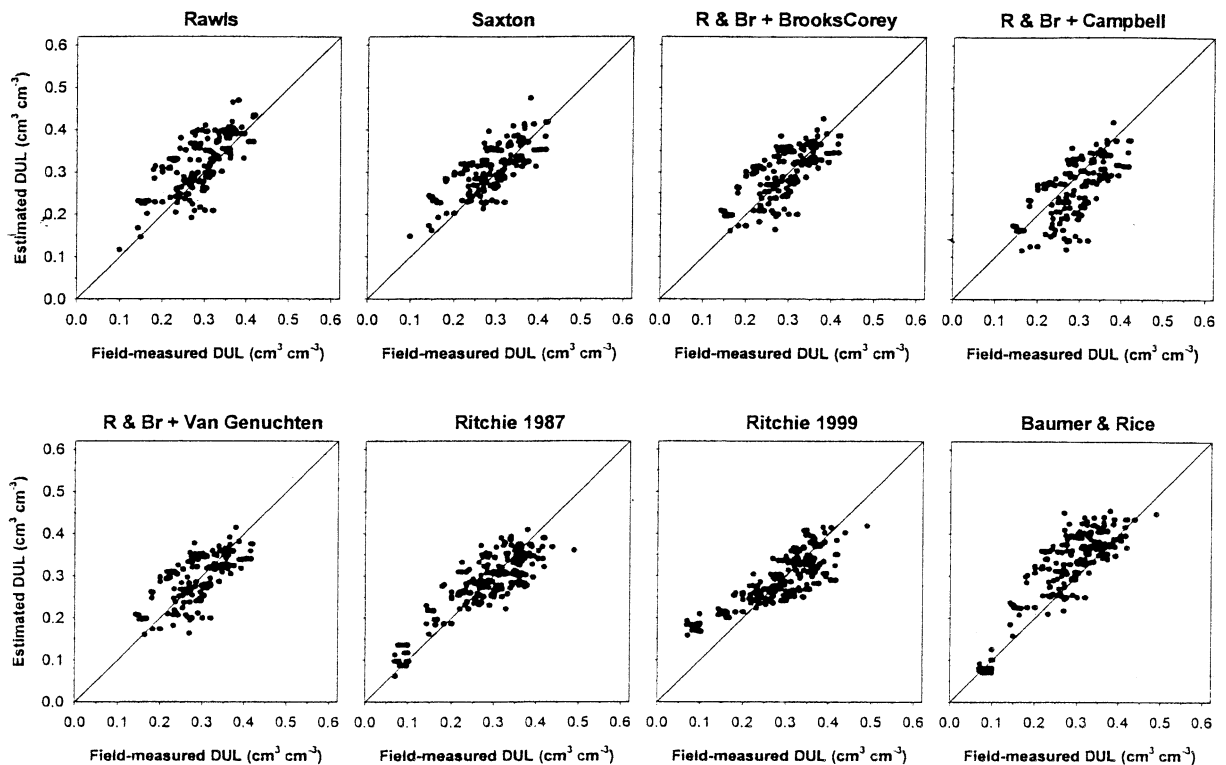 Rawls
Saxton
R & Br + BrooksCorey
R & Br + Campbell
Estimated DUL (cm³ cm⁻³)
0.6
0.5
0.4
0.3
0.2
0.1
0.0
0.0 0.1 0.2 0.3 0.4 0.5 0.6
0.0 0.1 0.2 0.3 0.4 0.5 0.6
0.0 0.1 0.2 0.3 0.4 0.5 0.6
0.0 0.1 0.2 0.3 0.4 0.5 0.6
Field-measured DUL (cm³ cm⁻³)
Field-measured DUL (cm³ cm⁻³)
Field-measured DUL (cm³ cm⁻³)
Field-measured DUL (cm³ cm⁻³)
R & Br + Van Genuchten
Ritchie 1987
Ritchie 1999
Baumer & Rice
Estimated DUL (cm³ cm⁻³)
0.6
0.5
0.4
0.3
0.2
0.1
0.0
0.0 0.1 0.2 0.3 0.4 0.5 0.6
0.0 0.1 0.2 0.3 0.4 0.5 0.6
0.0 0.1 0.2 0.3 0.4 0.5 0.6
0.0 0.1 0.2 0.3 0.4 0.5 0.6
Field-measured DUL (cm³ cm⁻³)
Field-measured DUL (cm³ cm⁻³)
Field-measured DUL (cm³ cm⁻³)
Field-measured DUL (cm³ cm⁻³)